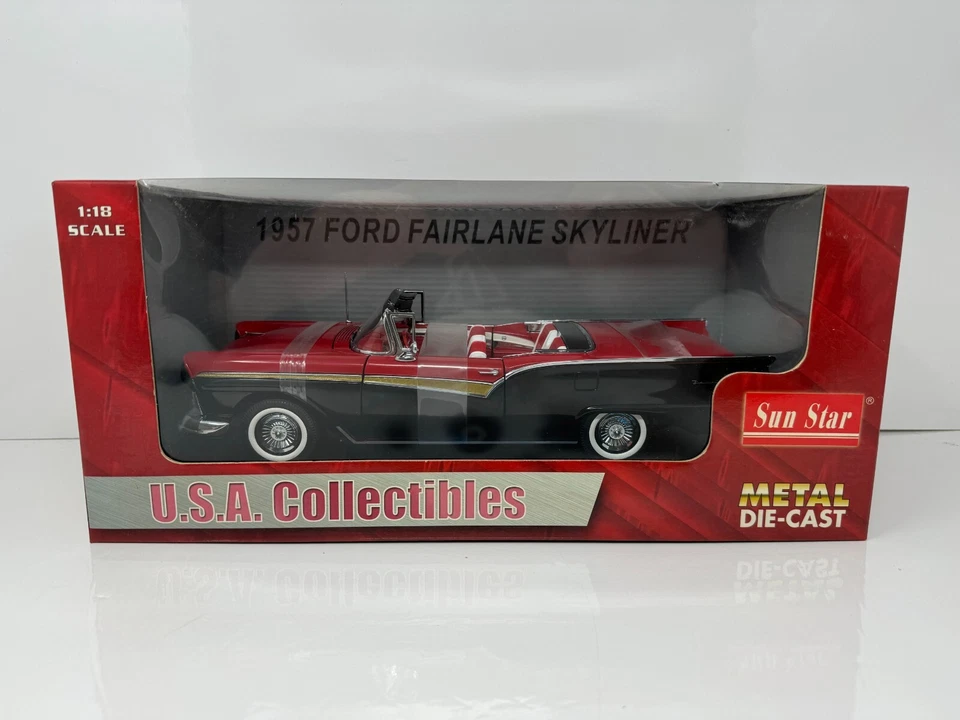 1:18
SCALE
1957 FORD FAIRLANE SKYLINER
Sun Star
®
U.S.A. Collectibles
METAL
DIE-CAST